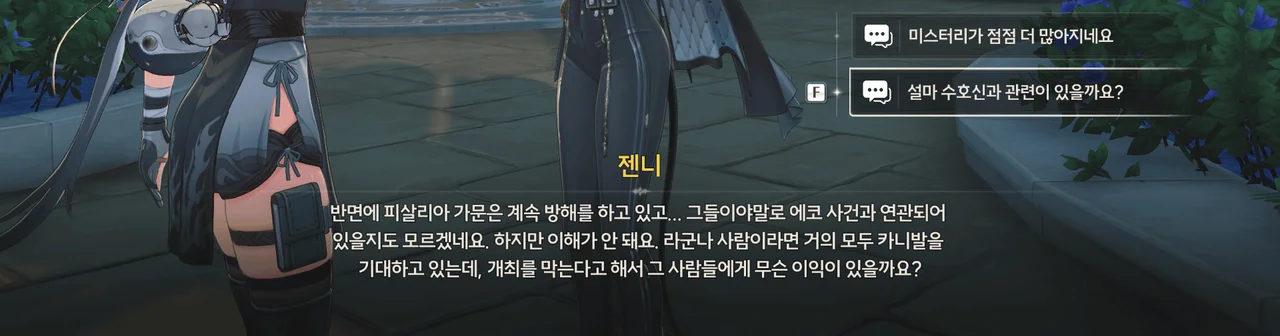 미스터리가 점점 더 많아지네요
F
설마 수호신과 관련이 있을까요?
젠니
반면에 피살리아 가문은 계속 방해를 하고 있고... 그들이야말로 에코 사건과 연관되어
있을지도 모르겠네요. 하지만 이해가 안 돼요. 라군나 사람이라면 거의 모두 카니발을
기대하고 있는데, 개최를 막는다고 해서 그 사람들에게 무슨 이익이 있을까요?